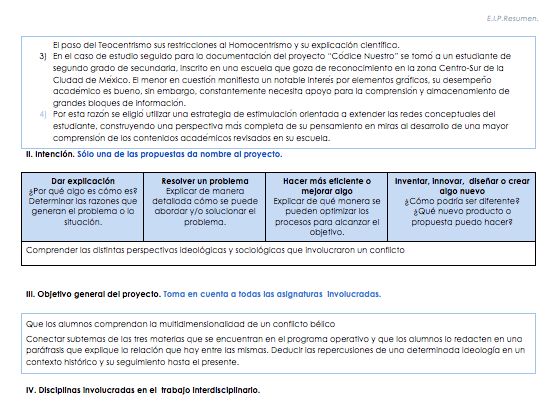 E.I.P.Resumen.
El paso del Teocentrismo sus restricciones al Homocentrismo y su explicación científica.
3) En el caso de estudio seguido para la documentación del proyecto "Códice Nuestro" se tomó a un estudiante de
segundo grado de secundaria, inscrito en una escuela que goza de reconocimiento en la zona Centro-Sur de la
Ciudad de México. El menor en cuestión manifiesta un notable interés por elementos gráficos, su desempeño
académico es bueno, sin embargo, constantemente necesita apoyo para la comprensión y almacenamiento de
grandes bloques de información.
4) Por esta razón se eligió utilizar una estrategia de estimulación orientada a extender las redes conceptuales del
estudiante, construyendo una perspectiva más completa de su pensamiento en miras al desarrollo de una mayor
comprensión de los contenidos académicos revisados en su escuela.
II. Intención. Sólo una de las propuestas da nombre al proyecto.
Dar explicación
¿Por qué algo es cómo es?
Determinar las razones que
generan el problema o la
situación.
Resolver un problema
Explicar de manera
detallada cómo se puede
abordar y/o solucionar el
problema.
Hacer más eficiente o
mejorar algo
Explicar de qué manera se
pueden optimizar los
procesos para alcanzar el
objetivo.
Inventar, innovar, diseñar o crear
algo nuevo
¿Cómo podría ser diferente?
¿Qué nuevo producto o
propuesta puedo hacer?
Comprender las distintas perspectivas ideológicas y sociológicas que involucraron un conflicto
III. Objetivo general del proyecto. Toma en cuenta a todas las asignaturas involucradas.
Que los alumnos comprendan la multidimensionalidad de un conflicto bélico
Conectar subtemas de las tres materias que se encuentran en el programa operativo y que los alumnos lo redacten en una
paráfrasis que explique la relación que hay entre las mismas. Deducir las repercusiones de una determinada ideología en un
contexto histórico y su seguimiento hasta el presente.
IV. Disciplinas involucradas en el trabajo interdisciplinario.